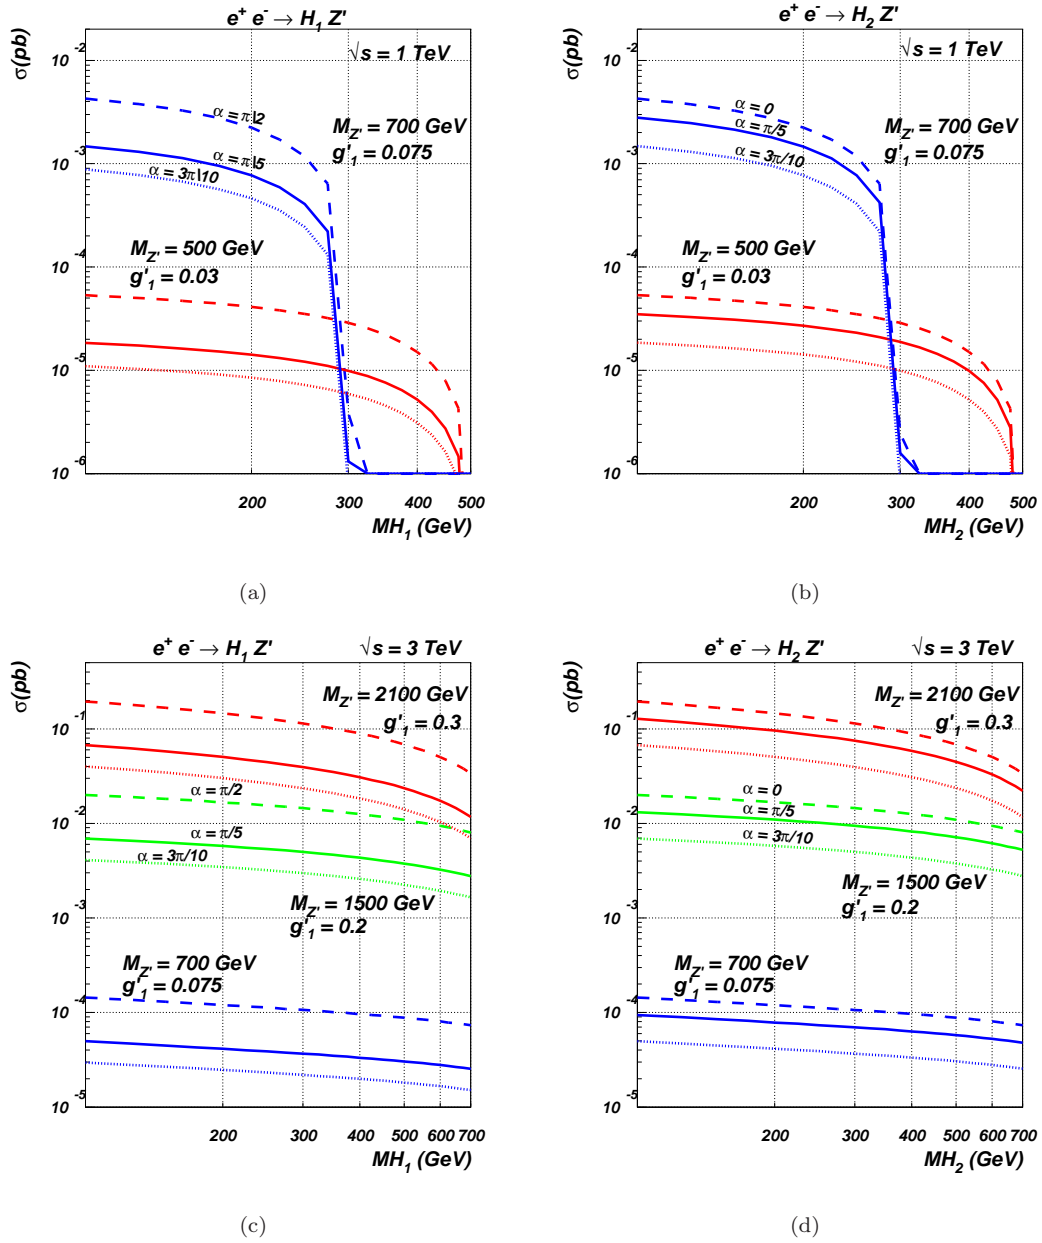 e⁺ e⁻ → H₁ Z'
σ(pb)
√s = 1 TeV
10⁻²
α = π\2
M_Z' = 700 GeV
g'₁ = 0.075
10⁻³
α = π\5
α = 3π\10
M_Z' = 500 GeV
g'₁ = 0.03
10⁻⁴
10⁻⁵
10⁻⁶
200 300 400 500
MH₁ (GeV)
(a)
e⁺ e⁻ → H₂ Z'
σ(pb)
√s = 1 TeV
10⁻²
α = 0
α = π/5
M_Z' = 700 GeV
g'₁ = 0.075
10⁻³
α = 3π/10
M_Z' = 500 GeV
g'₁ = 0.03
10⁻⁴
10⁻⁵
10⁻⁶
200 300 400 500
MH₂ (GeV)
(b)
e⁺ e⁻ → H₁ Z'
√s = 3 TeV
σ(pb)
M_Z' = 2100 GeV
g'₁ = 0.3
10⁻¹
α = π/2
10⁻²
α = π/5
α = 3π/10
M_Z' = 1500 GeV
g'₁ = 0.2
10⁻³
M_Z' = 700 GeV
g'₁ = 0.075
10⁻⁴
10⁻⁵
200 300 400 500 600 700
MH₁ (GeV)
(c)
e⁺ e⁻ → H₂ Z'
√s = 3 TeV
σ(pb)
M_Z' = 2100 GeV
g'₁ = 0.3
10⁻¹
α = 0
10⁻²
α = π/5
α = 3π/10
M_Z' = 1500 GeV
g'₁ = 0.2
10⁻³
M_Z' = 700 GeV
g'₁ = 0.075
10⁻⁴
10⁻⁵
200 300 400 500 600 700
MH₂ (GeV)
(d)